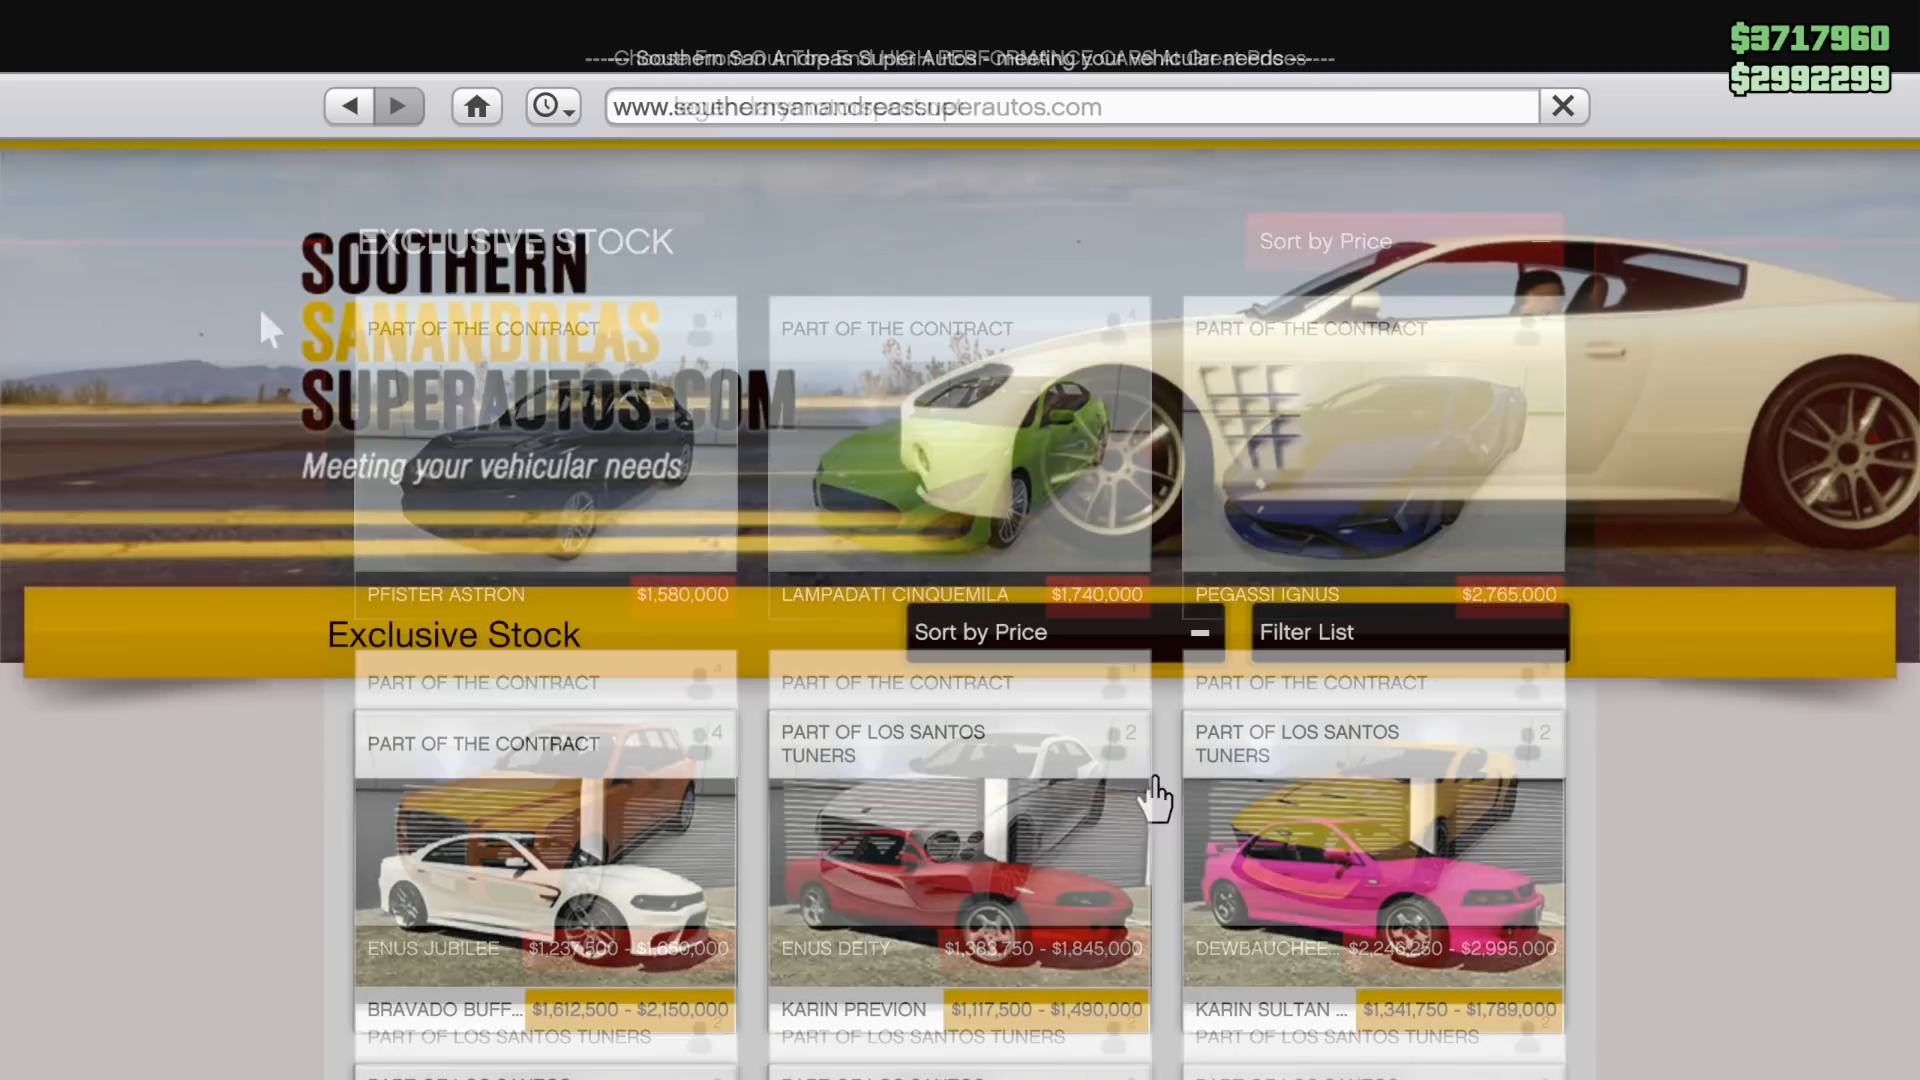 $3717960
$2992299
Southern San Andreas Super Autos - meeting your vehicular needs
www.southernsanandreassuperautos.com
EXCLUSIVE STOCK
Sort by Price
SOUTHERN
SANANDREAS
SUPERAUTOS.COM
Meeting your vehicular needs
PART OF THE CONTRACT 4
PART OF THE CONTRACT 4
PART OF THE CONTRACT
PFISTER ASTRON $1,580,000
LAMPADATI CINQUEMILA $1,740,000
PEGASSI IGNUS $2,765,000
Exclusive Stock
Sort by Price
Filter List
PART OF THE CONTRACT 4
PART OF THE CONTRACT
PART OF THE CONTRACT
PART OF THE CONTRACT 4
PART OF LOS SANTOS
TUNERS 2
PART OF LOS SANTOS
TUNERS 2
ENUS JUBILEE $1,237,500 - $1,650,000
ENUS DEITY $1,383,750 - $1,845,000
DEWBAUCHEE... $2,246,250 - $2,995,000
BRAVADO BUFF... $1,612,500 - $2,150,000
KARIN PREVION $1,117,500 - $1,490,000
KARIN SULTAN ... $1,341,750 - $1,789,000
PART OF LOS SANTOS TUNERS 2
PART OF LOS SANTOS TUNERS
PART OF LOS SANTOS TUNERS